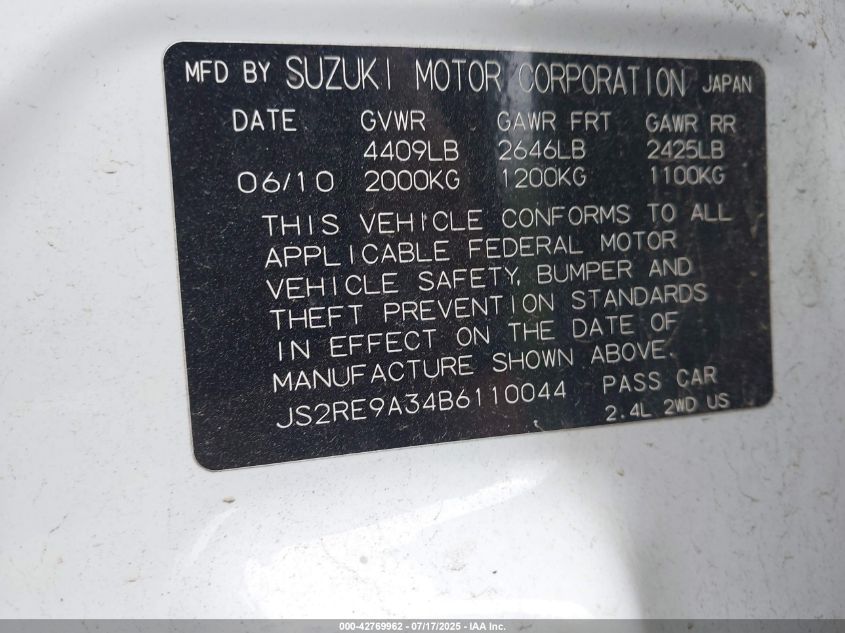 MFD BY SUZUKI MOTOR CORPORATION JAPAN
DATE GVWR GAWR FRT GAWR RR
4409LB 2646LB 2425LB
06/10 2000KG 1200KG 1100KG
THIS VEHICLE CONFORMS TO ALL
APPLICABLE FEDERAL MOTOR
VEHICLE SAFETY, BUMPER AND
THEFT PREVENTION STANDARDS
IN EFFECT ON THE DATE OF
MANUFACTURE SHOWN ABOVE.
JS2RE9A34B6110044 PASS CAR
2.4L 2WD US
000-42769962 - 07/17/2025 - IAA Inc.